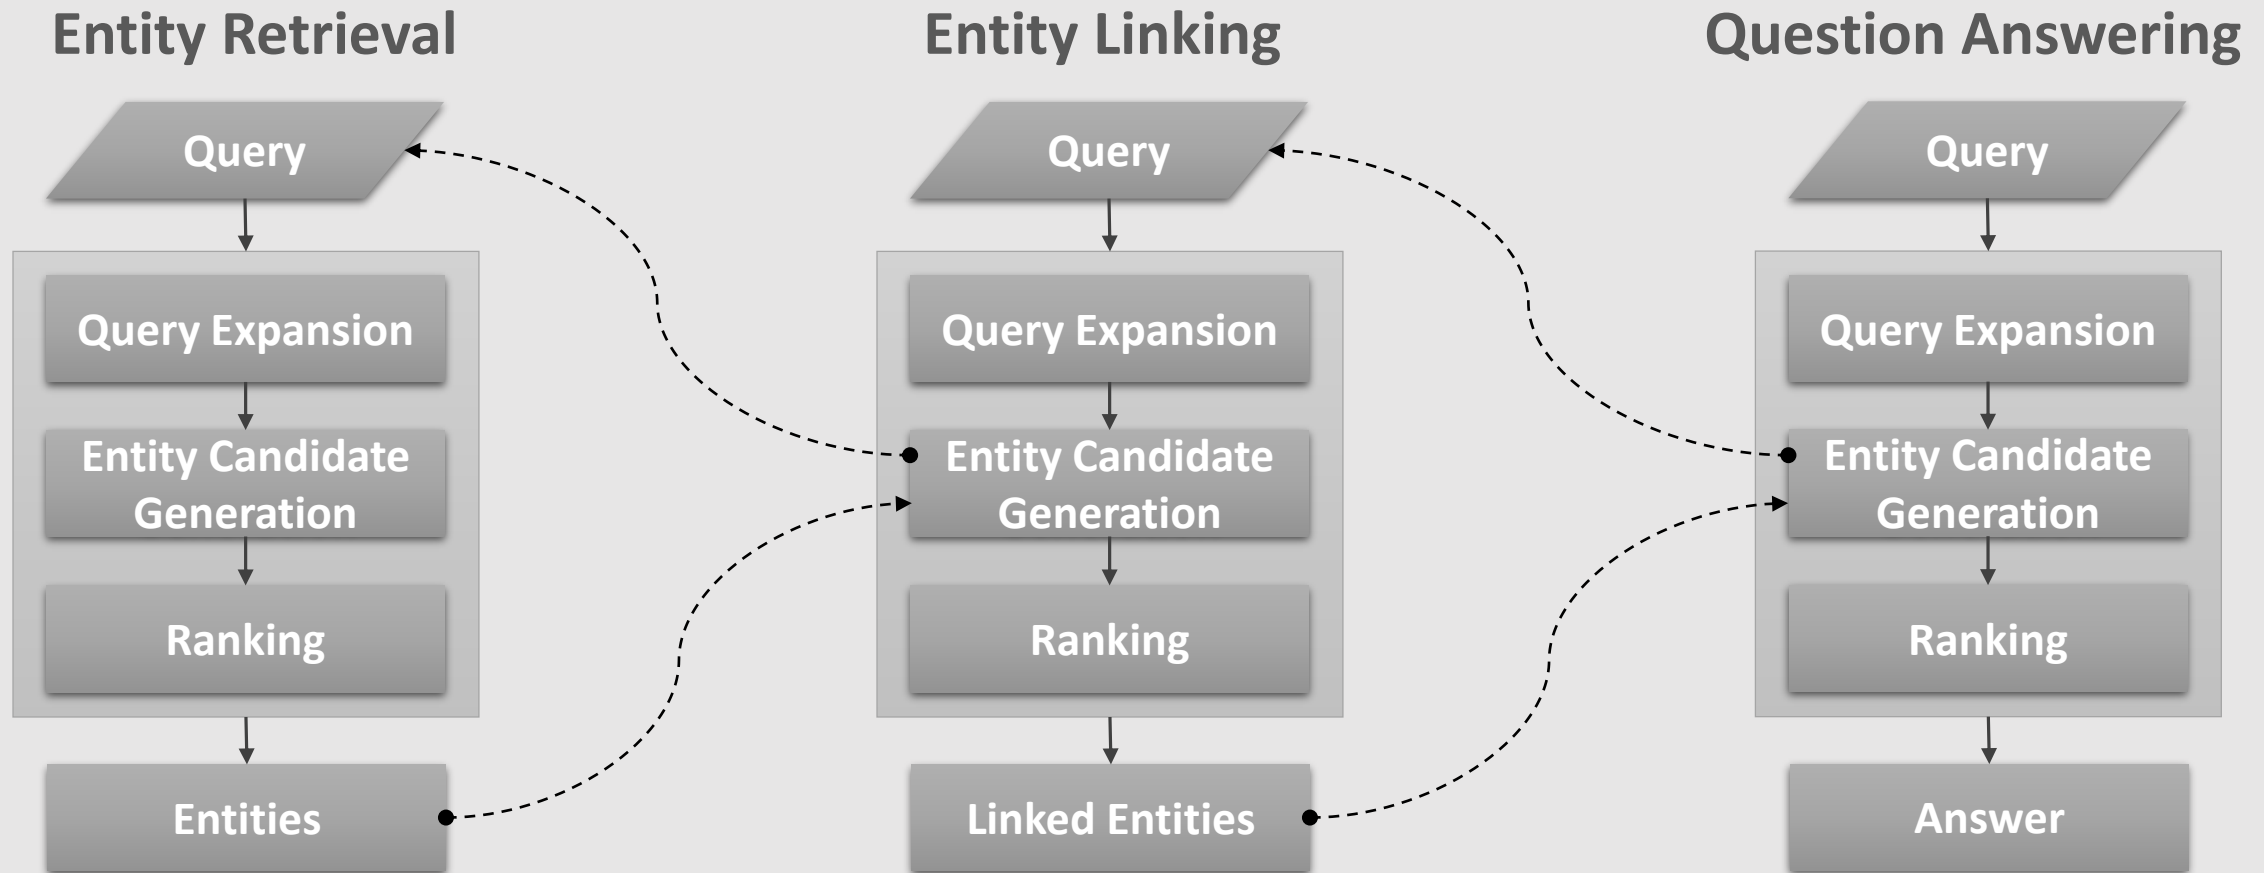 Entity Retrieval
Query
Query Expansion
Entity Candidate
Generation
Ranking
Entities
Entity Linking
Query
Query Expansion
Entity Candidate
Generation
Ranking
Linked Entities
Question Answering
Query
Query Expansion
Entity Candidate
Generation
Ranking
Answer